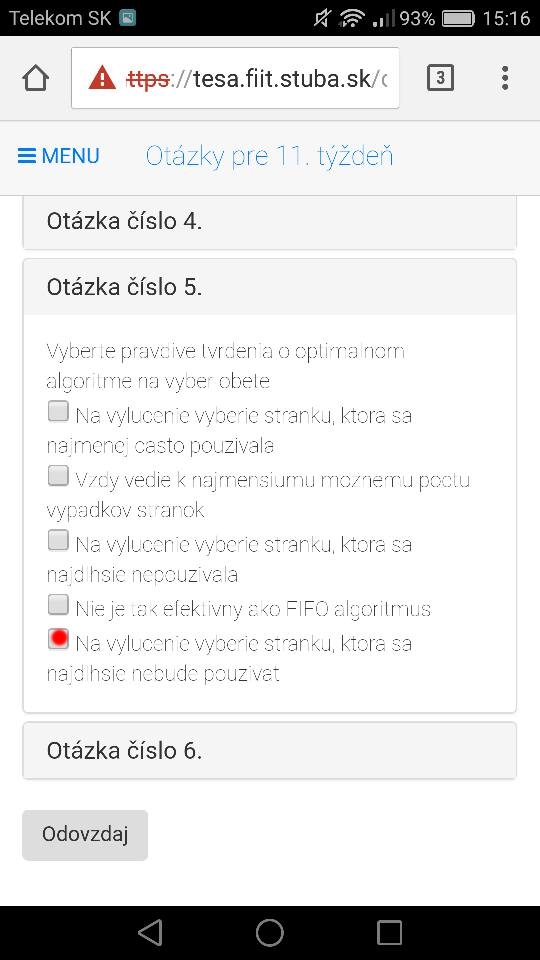 Telekom SK 93% 15:16
ttps://tesa.fiit.stuba.sk/c 3
MENU Otázky pre 11. týždeň
Otázka číslo 4.
Otázka číslo 5.
Vyberte pravdive tvrdenia o optimalnom
algoritme na vyber obete
Na vylucenie vyberie stranku, ktora sa
najmenej casto pouzivala
Vzdy vedie k najmensiumu moznemu poctu
vypadkov stranok
Na vylucenie vyberie stranku, ktora sa
najdlhsie nepouzivala
Nie je tak efektivny ako FIFO algoritmus
Na vylucenie vyberie stranku, ktora sa
najdlhsie nebude pouzivat
Otázka číslo 6.
Odovzdaj